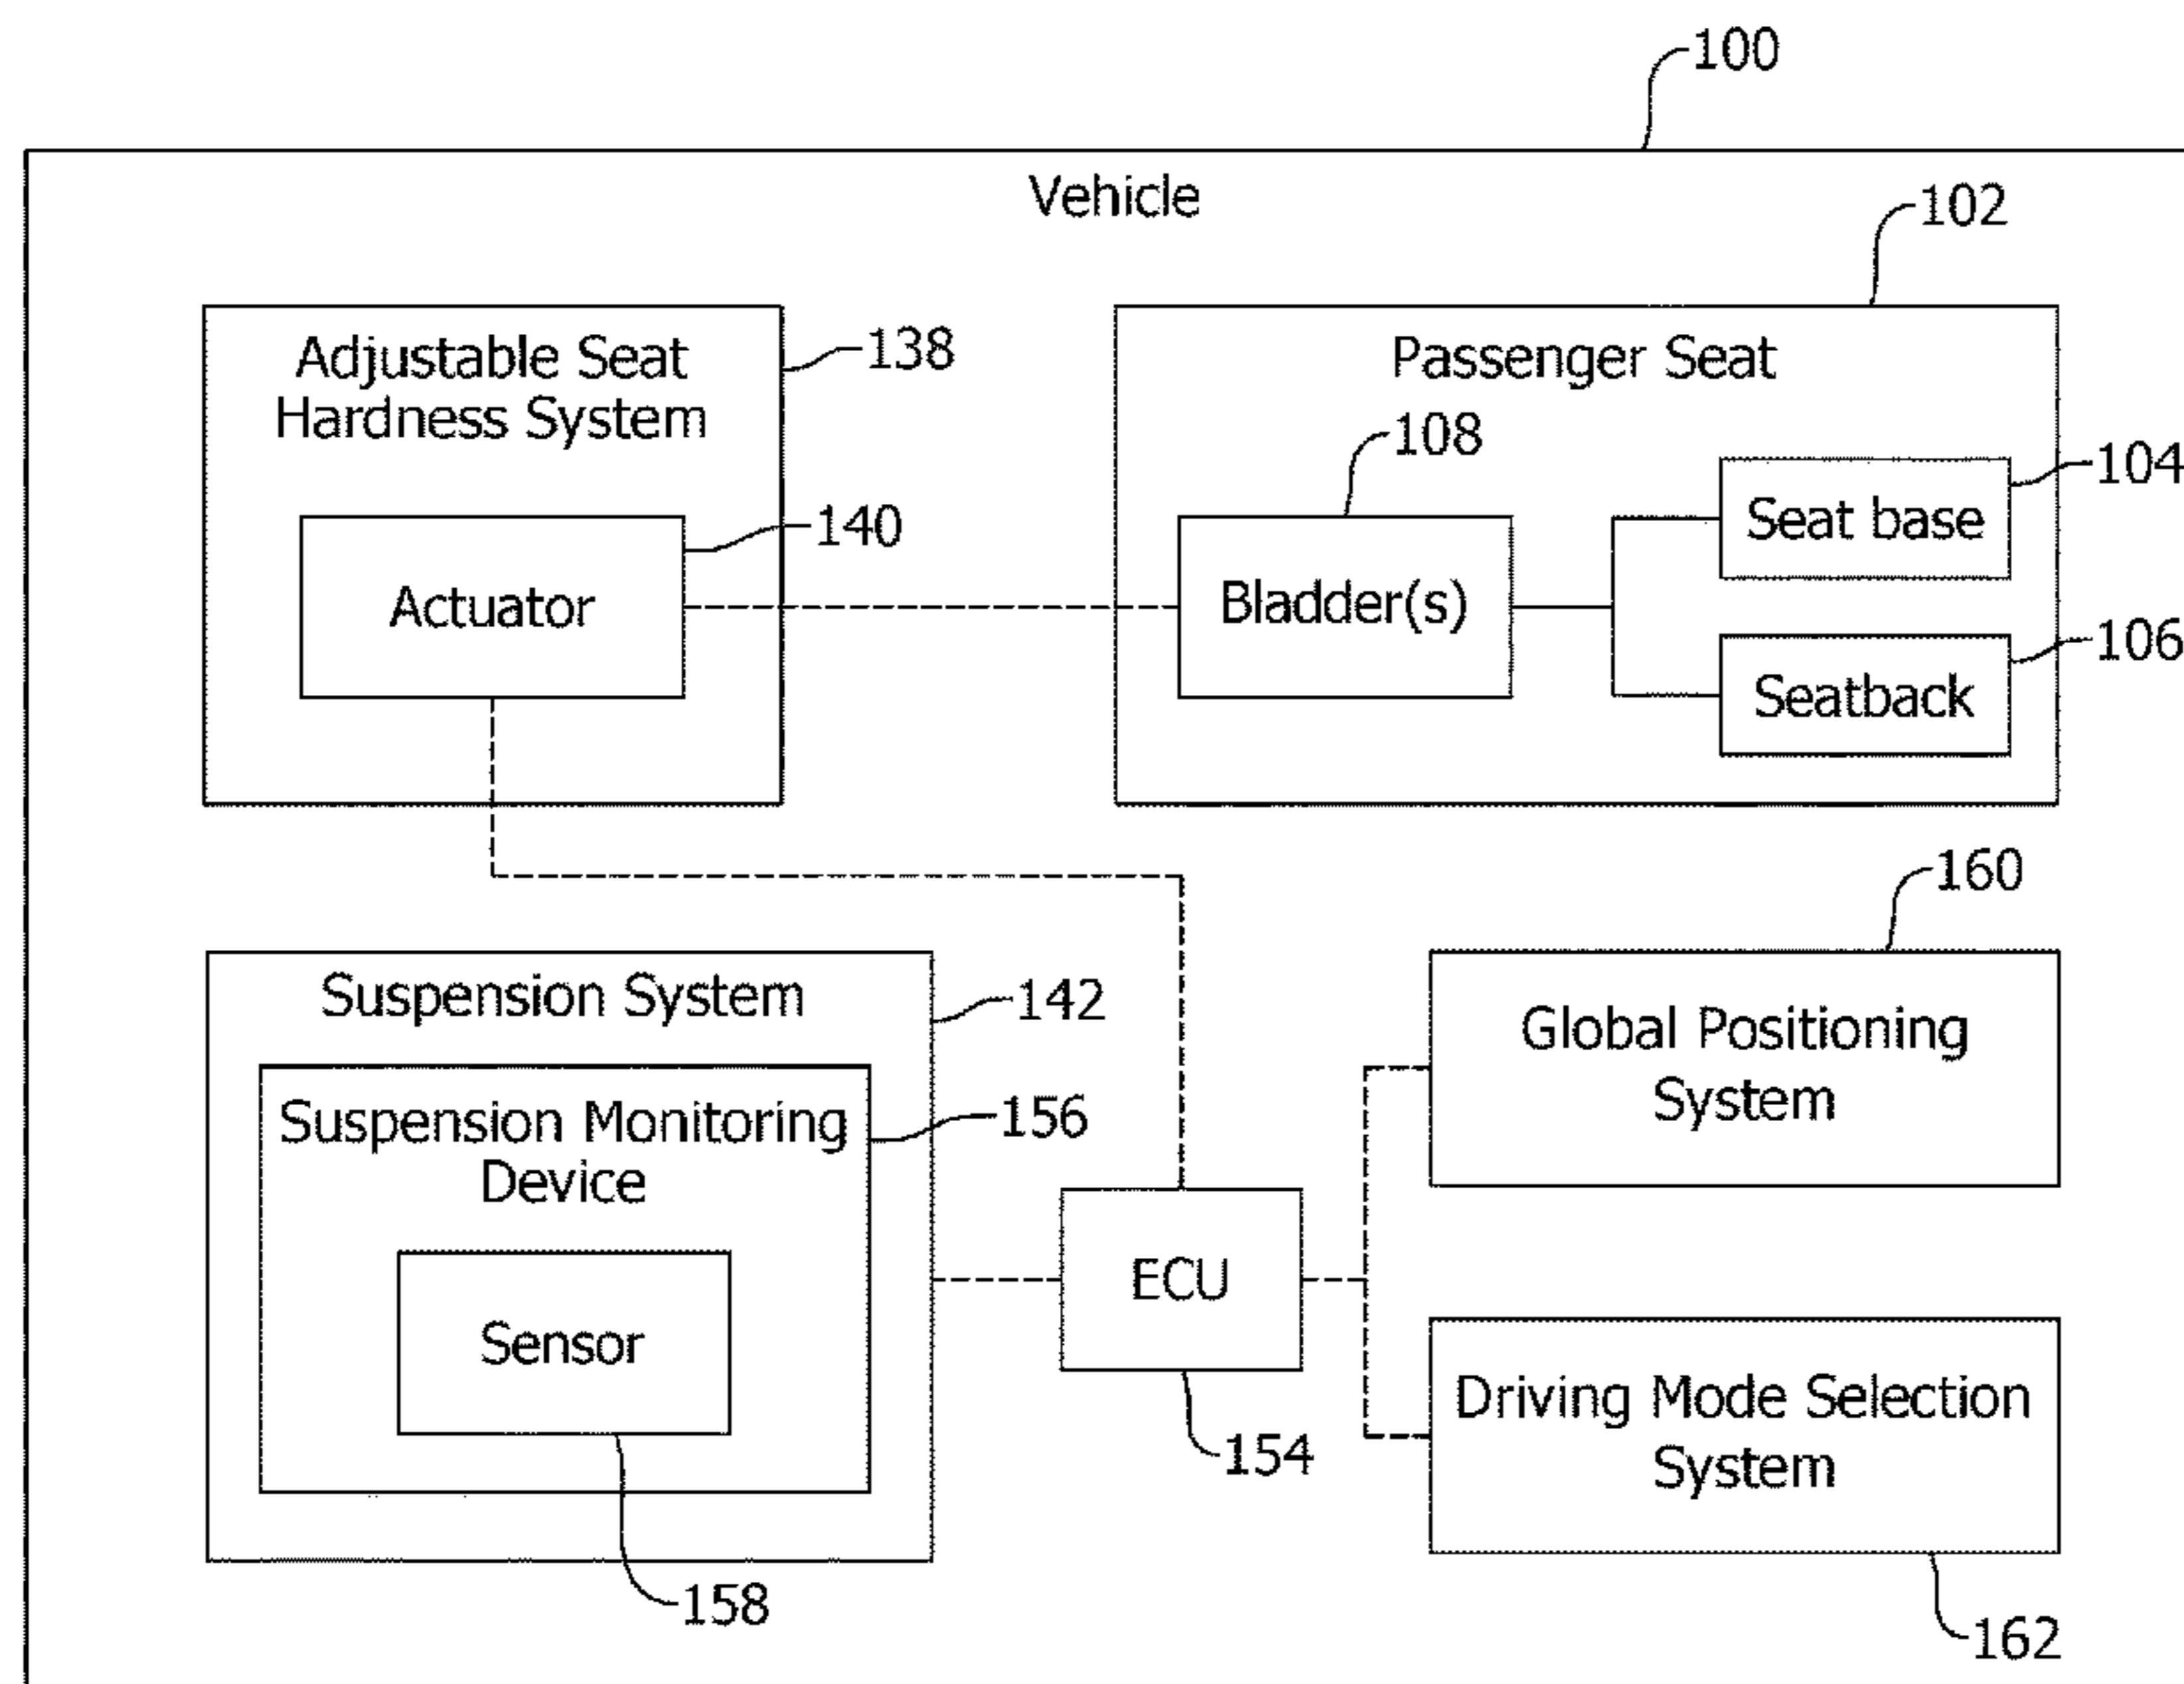 100
Vehicle
102
Adjustable Seat
Hardness System
138
Passenger Seat
108
104
Seat base
140
Actuator
Bladder(s)
106
Seatback
160
Suspension System
142
Global Positioning
System
Suspension Monitoring
Device
156
ECU
Sensor
154
Driving Mode Selection
System
158
162